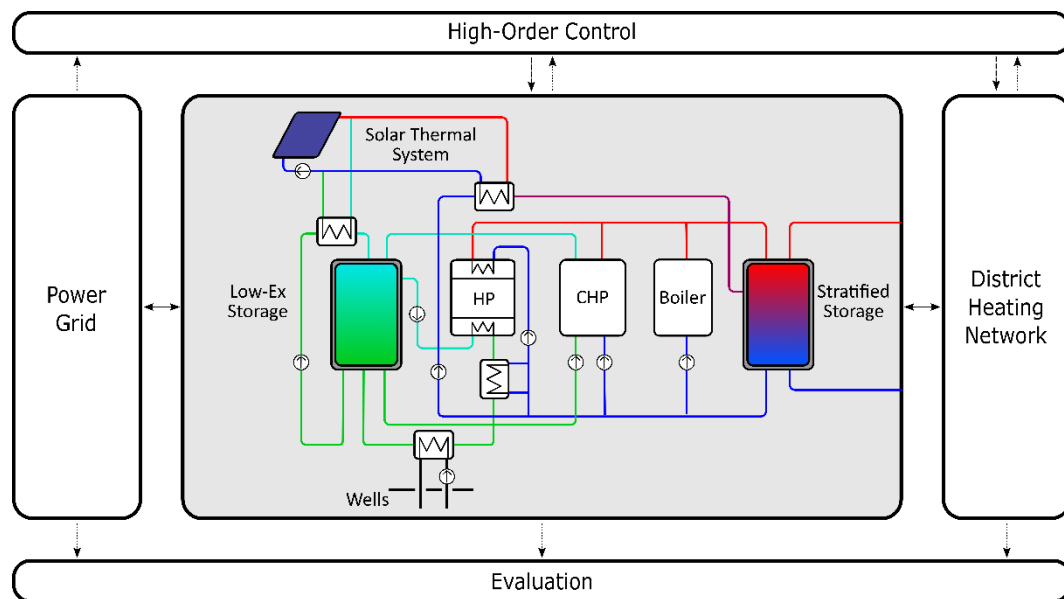 High-Order Control
Solar Thermal
System
Power
Grid
Low-Ex
Storage
HP
CHP
Boiler
Stratified
Storage
District
Heating
Network
Wells
Evaluation